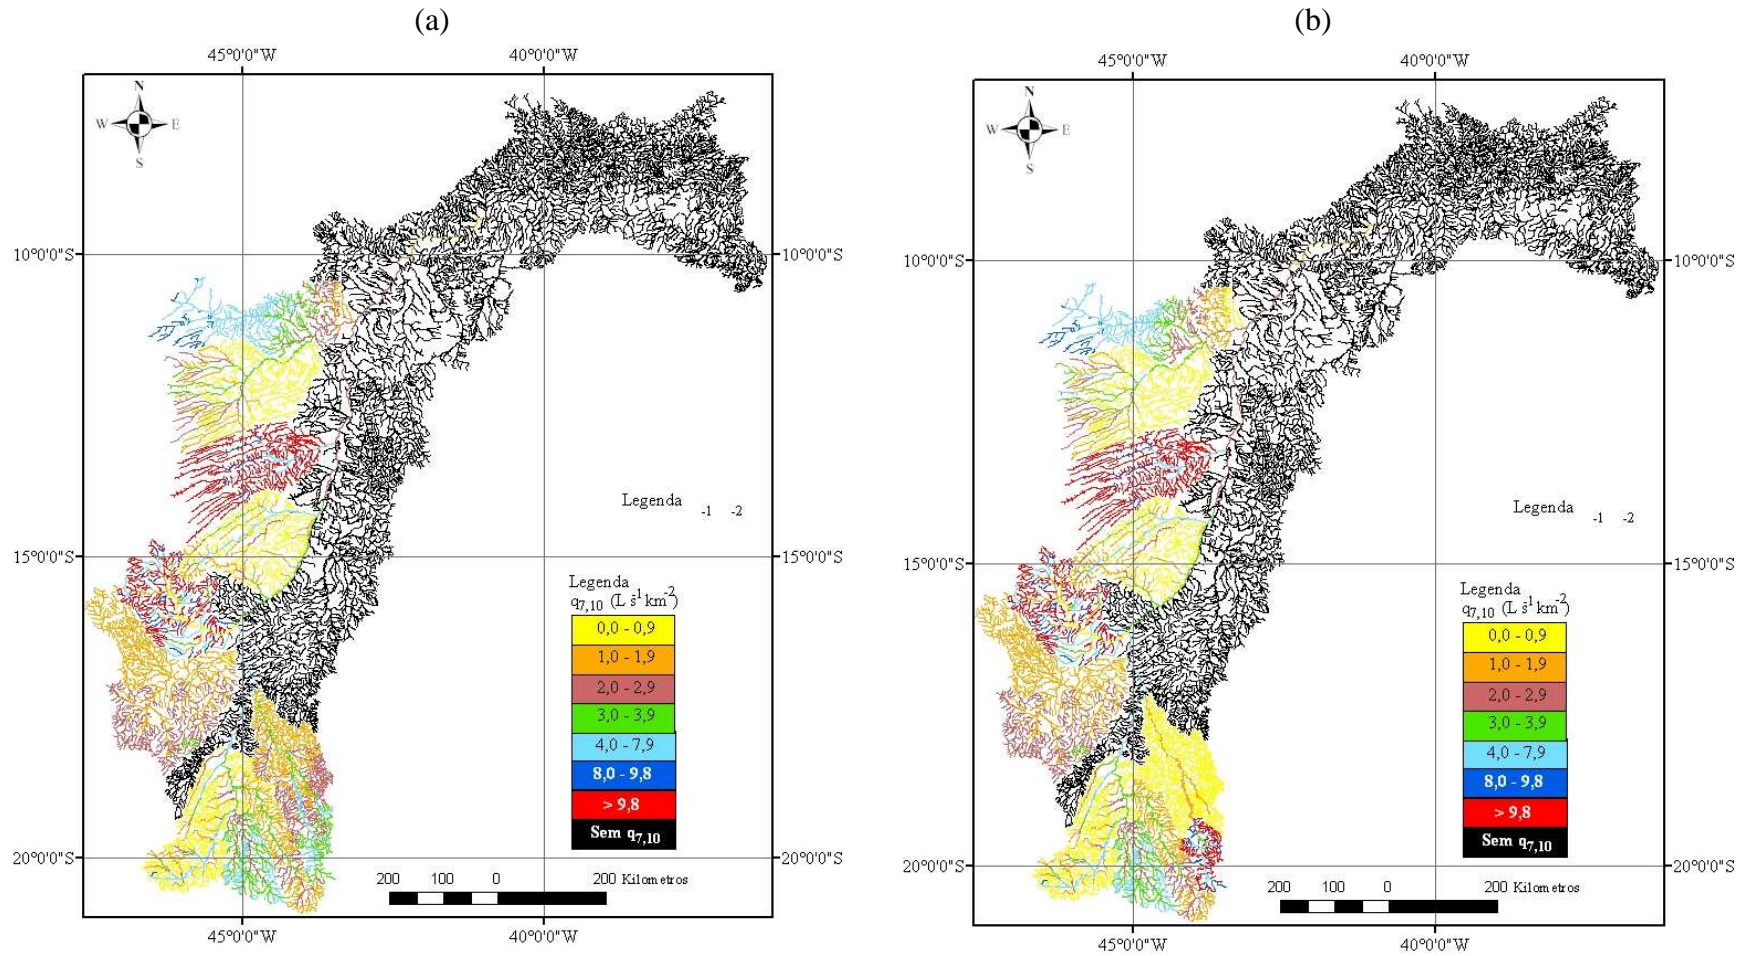 (a)
(b)
45°0'0"W 40°0'0"W
45°0'0"W 40°0'0"W
N
W E
S
N
W E
S
10°0'0"S 10°0'0"S
10°0'0"S 10°0'0"S
Legenda -1 -2
Legenda -1 -2
15°0'0"S 15°0'0"S
15°0'0"S 15°0'0"S
Legenda
q7,10 (L s¹ km-2)
0,0 - 0,9
1,0 - 1,9
2,0 - 2,9
3,0 - 3,9
4,0 - 7,9
8,0 - 9,8
> 9,8
Sem q7,10
Legenda
q7,10 (L s¹ km-2)
0,0 - 0,9
1,0 - 1,9
2,0 - 2,9
3,0 - 3,9
4,0 - 7,9
8,0 - 9,8
> 9,8
Sem q7,10
20°0'0"S 20°0'0"S
20°0'0"S 20°0'0"S
200 100 0 200 Kilometros
200 100 0 200 Kilometros
45°0'0"W 40°0'0"W
45°0'0"W 40°0'0"W